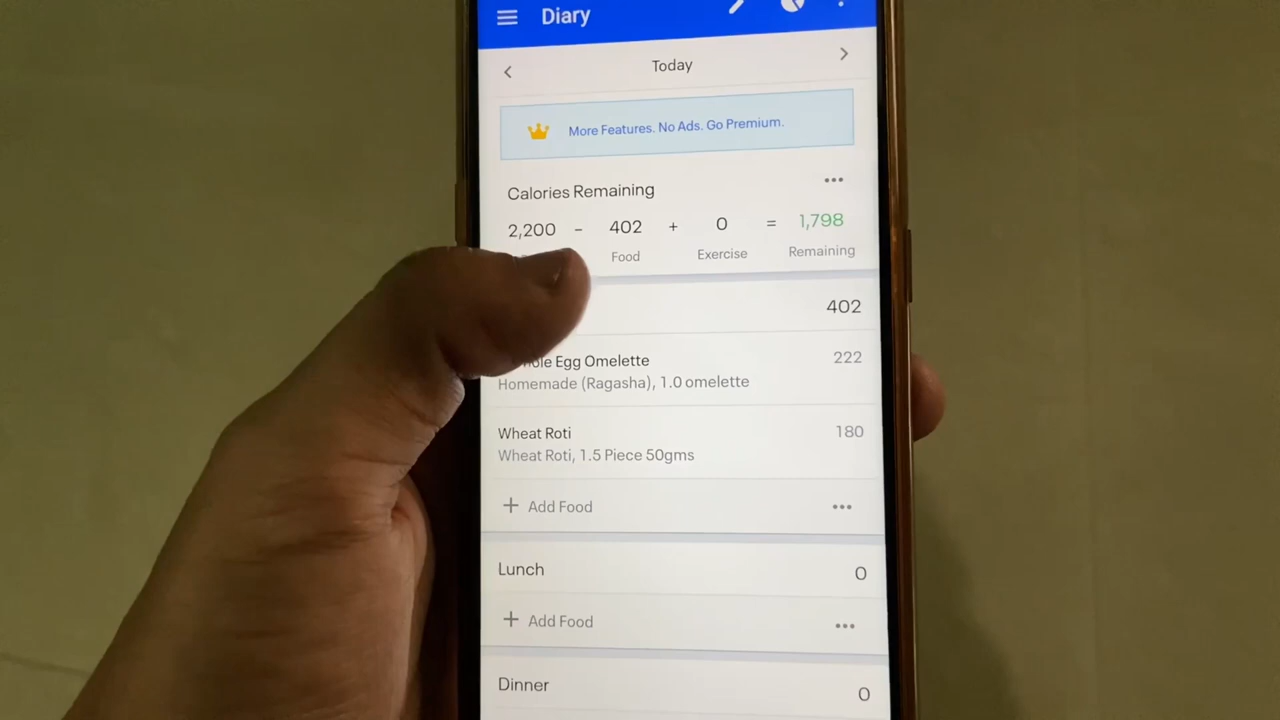 Diary
Today
More Features. No Ads. Go Premium.
Calories Remaining
2,200 - 402 + 0 = 1,798
Food Exercise Remaining
402
Egg Omelette 222
Homemade (Ragasha), 1.0 omelette
Wheat Roti 180
Wheat Roti, 1.5 Piece 50gms
+ Add Food
Lunch 0
+ Add Food
Dinner 0